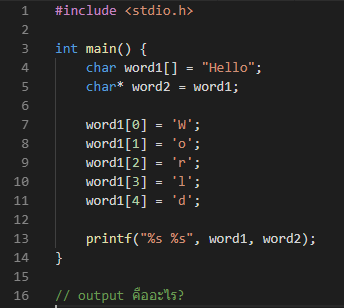 1 #include <stdio.h>
2
3 int main() {
4     char word1[] = "Hello";
5     char* word2 = word1;
6
7     word1[0] = 'W';
8     word1[1] = 'o';
9     word1[2] = 'r';
10     word1[3] = 'l';
11     word1[4] = 'd';
12
13     printf("%s %s", word1, word2);
14 }
15
16 // output คืออะไร?